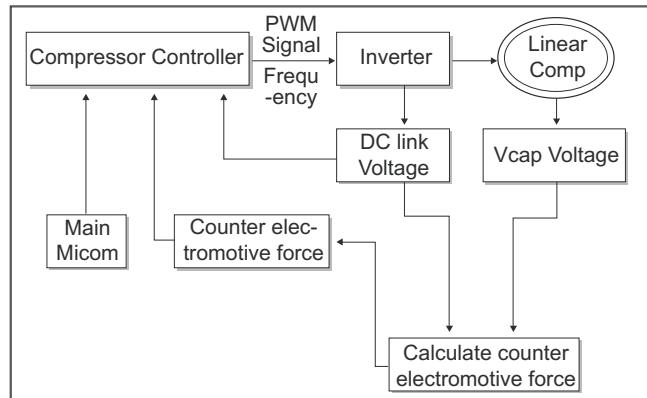 Compressor Controller
PWM
Signal
Frequ
-ency
Inverter
Linear
Comp
DC link
Voltage
Vcap Voltage
Main
Micom
Counter elec-
tromotive force
Calculate counter
electromotive force